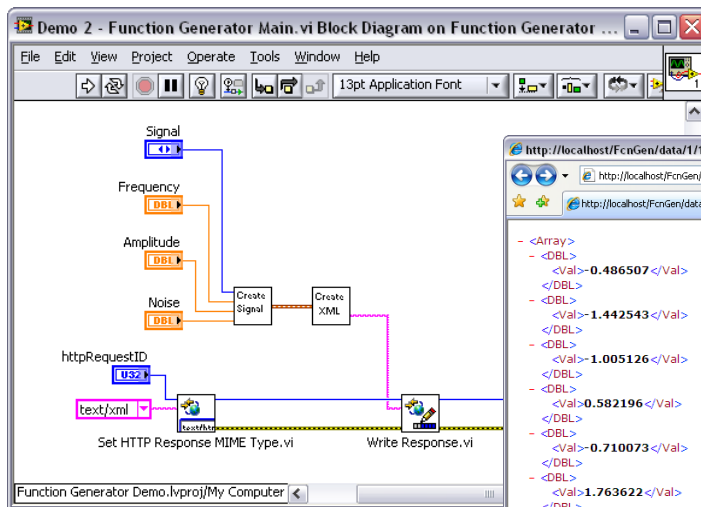 Demo 2 - Function Generator Main.vi Block Diagram on Function Generator ...
File Edit View Project Operate Tools Window Help
13pt Application Font
1
Signal
Frequency
DBL
Amplitude
DBL
Noise
DBL
Create
Signal
Create
XML
httpRequestID
U32
text/xml
text/htm
Set HTTP Response MIME Type.vi
Write Response.vi
Function Generator Demo.lvproj/My Computer
http://localhost/FcnGen/data/1/1
http://localhost/FcnGen/
http://localhost/FcnGen/data
- <Array>
- <DBL>
<Val>-0.486507</Val>
</DBL>
- <DBL>
<Val>-1.442543</Val>
</DBL>
- <DBL>
<Val>-1.005126</Val>
</DBL>
- <DBL>
<Val>0.582196</Val>
</DBL>
- <DBL>
<Val>-0.710073</Val>
</DBL>
- <DBL>
<Val>1.763622</Val>
</DBL>